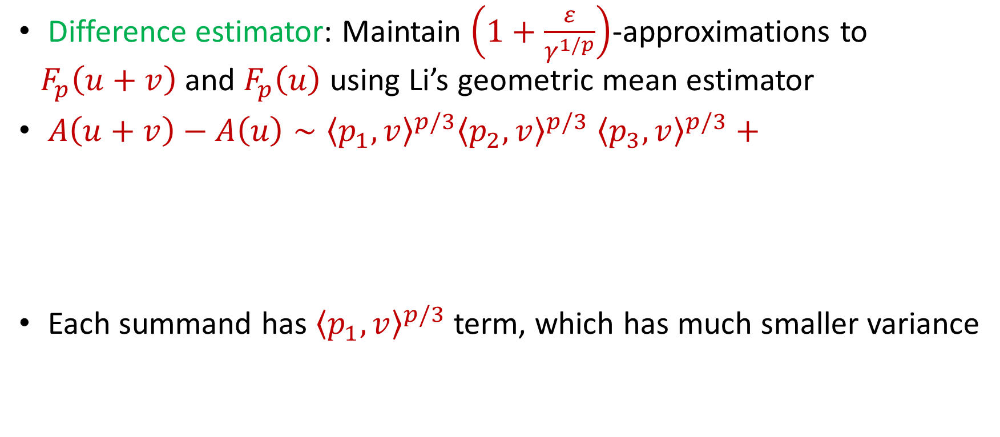 • Difference estimator: Maintain $\left(1 + \frac{\varepsilon}{\gamma^{1/p}}\right)$-approximations to
$F_p(u + v)$ and $F_p(u)$ using Li’s geometric mean estimator
• $A(u + v) - A(u) \sim \langle p_1, v\rangle^{p/3} \langle p_2, v\rangle^{p/3} \langle p_3, v\rangle^{p/3} +$
• Each summand has $\langle p_1, v\rangle^{p/3}$ term, which has much smaller variance